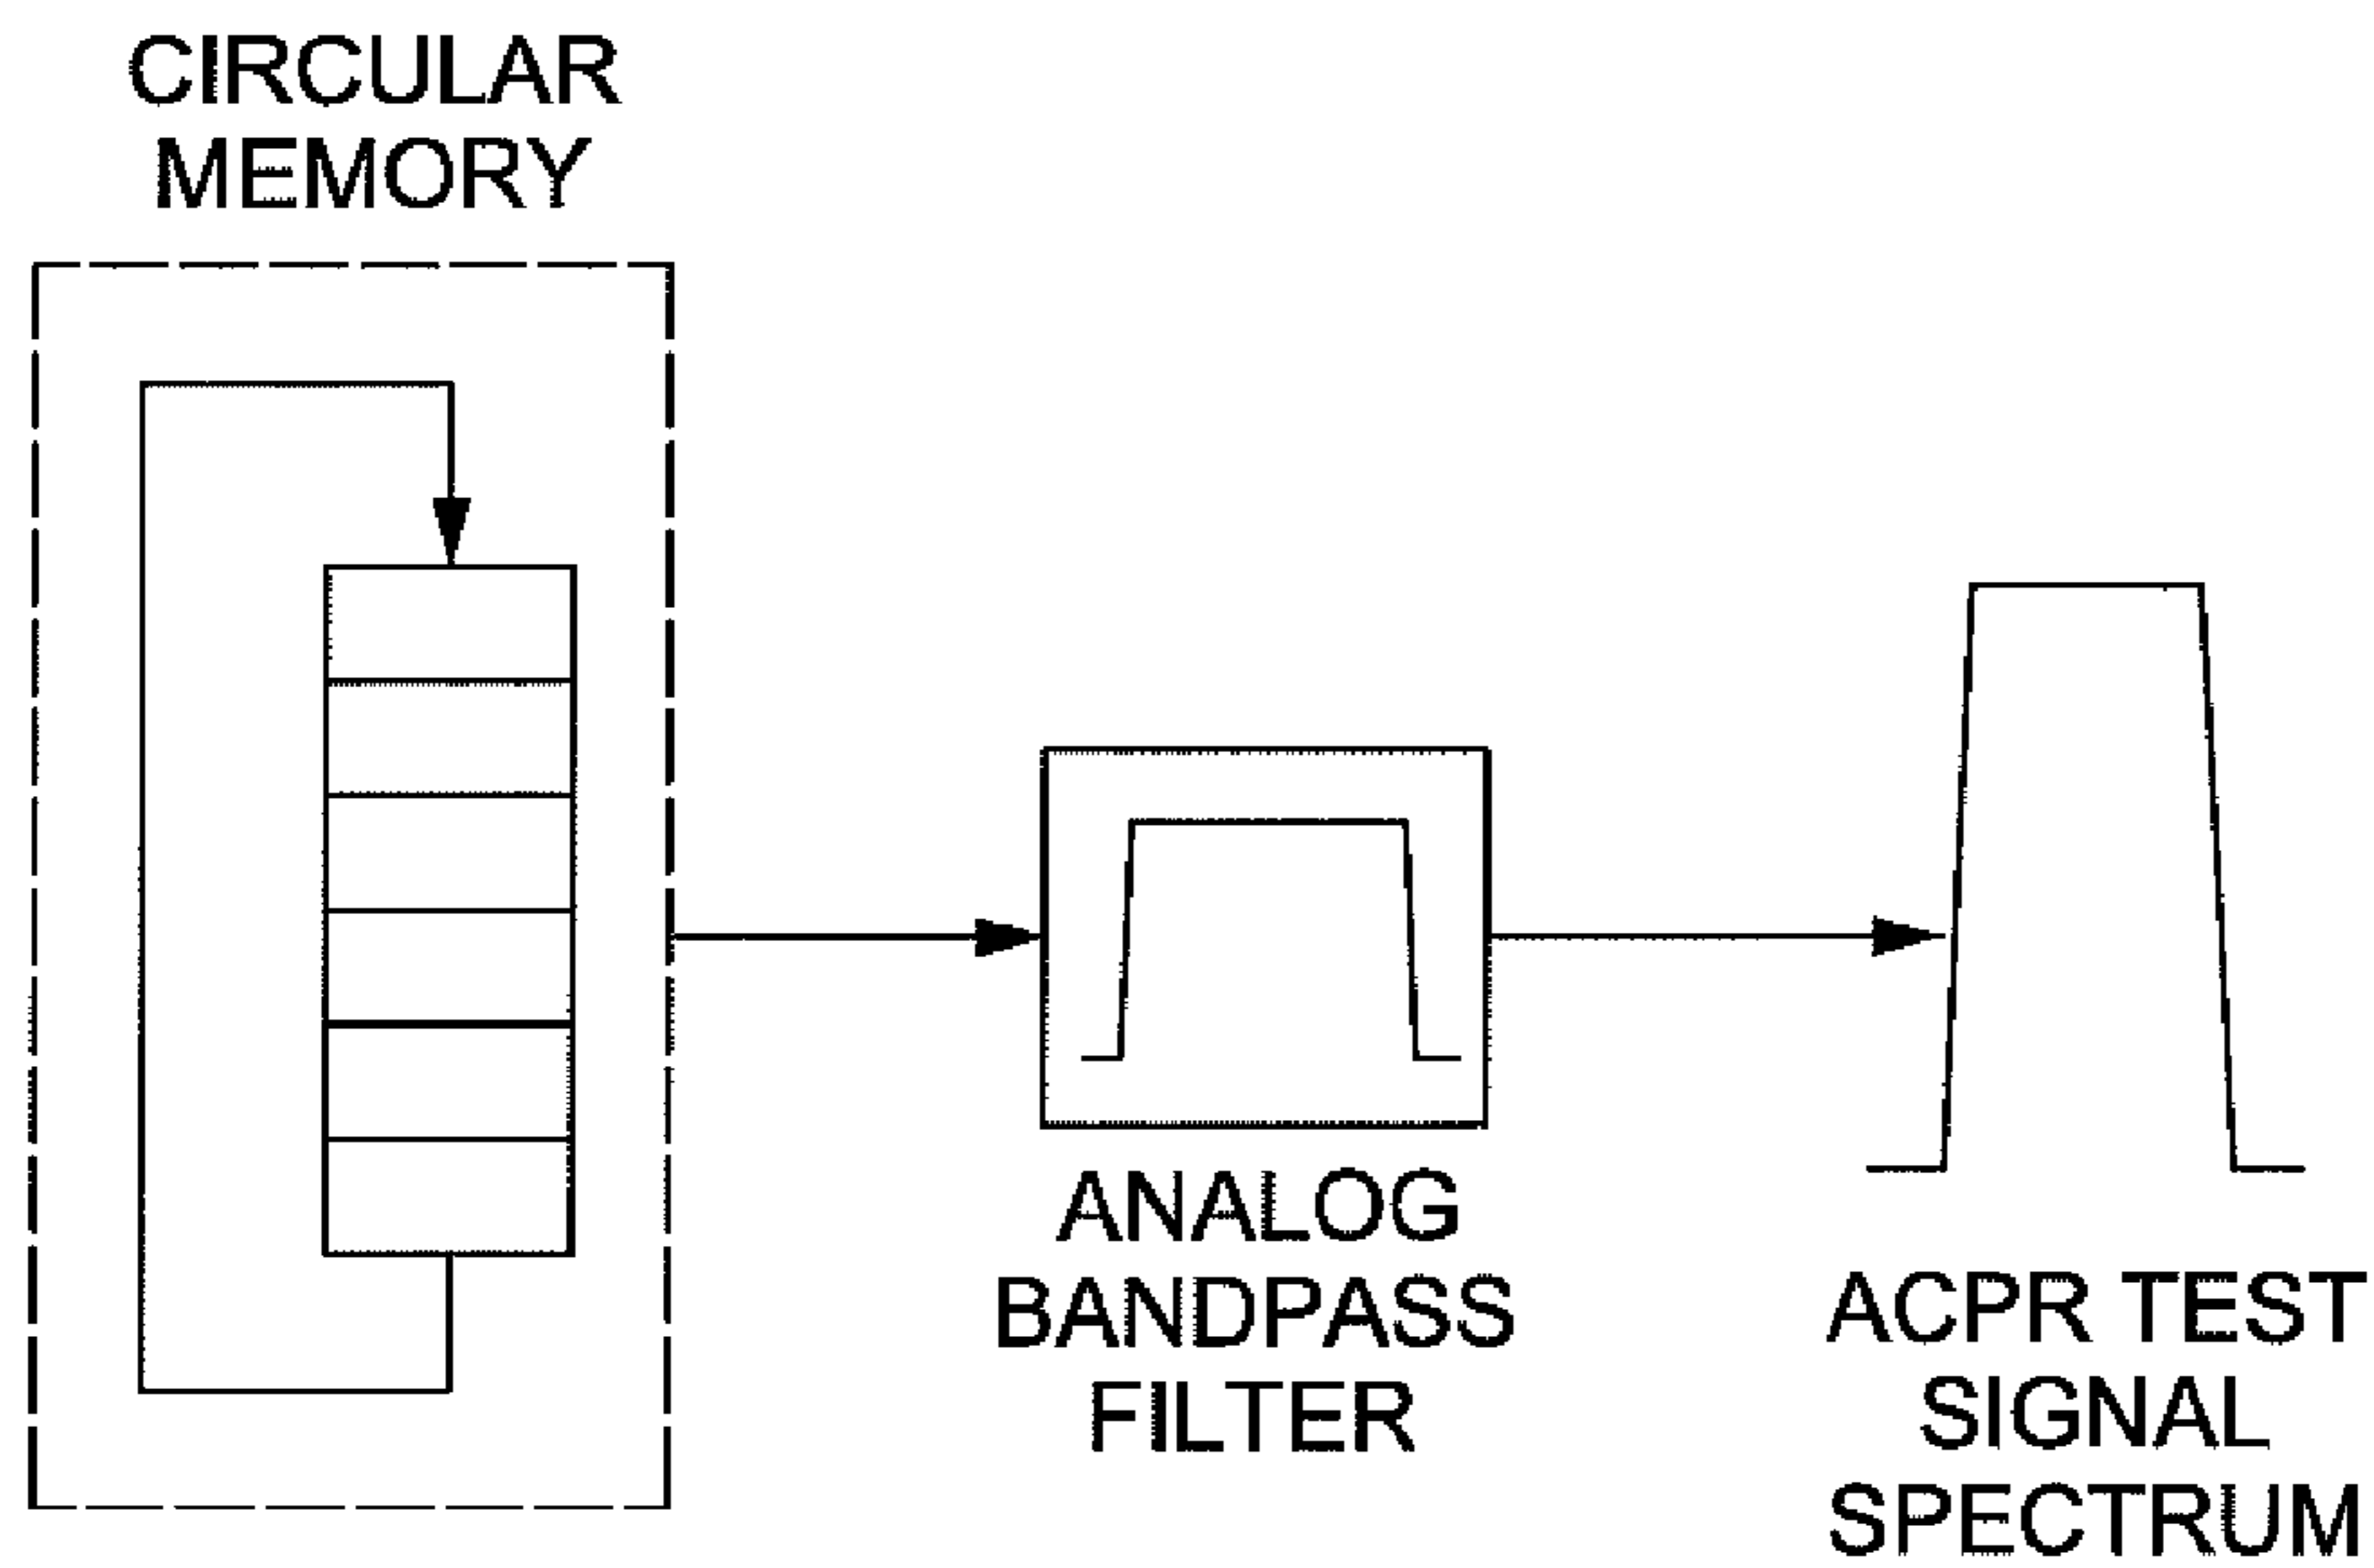 CIRCULAR
MEMORY
ANALOG
BANDPASS
FILTER
ACPR TEST
SIGNAL
SPECTRUM